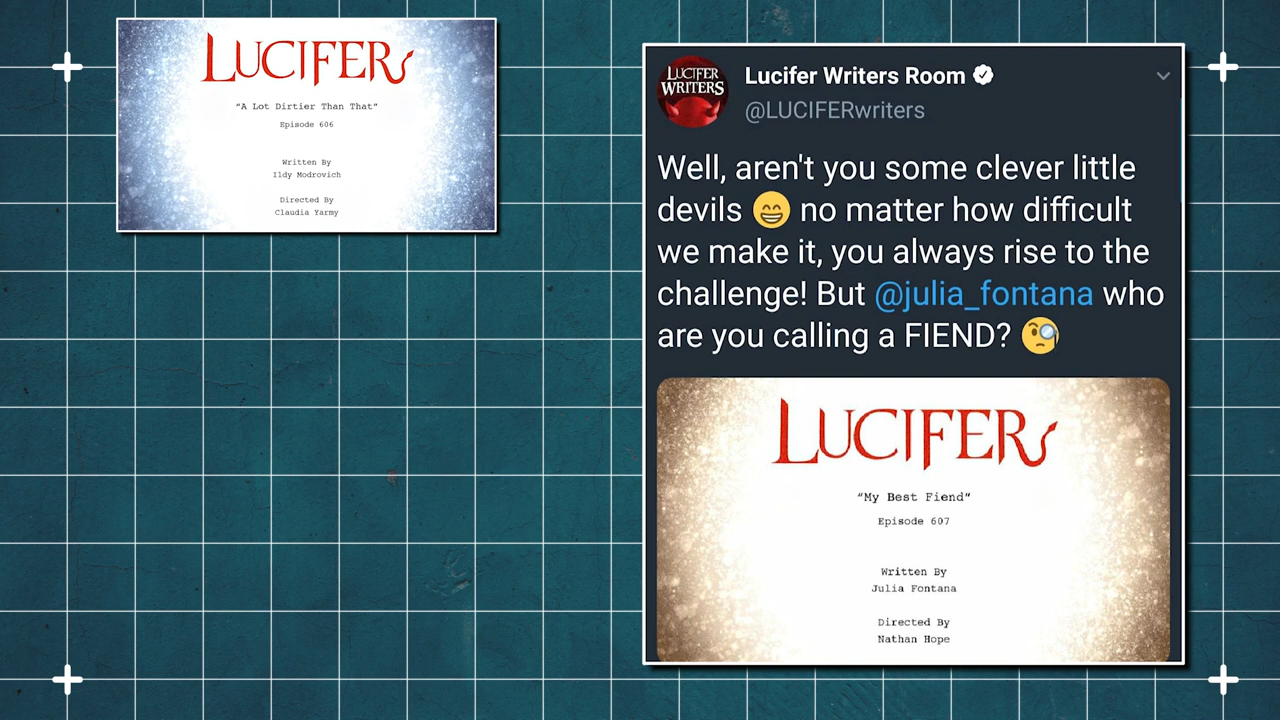 LUCIFER
"A Lot Dirtier Than That"
Episode 606
Written By
Ildy Modrovich
Directed By
Claudia Yarmy
LUCIFER
WRITERS
Lucifer Writers Room
@LUCIFERwriters
Well, aren't you some clever little
devils 😁 no matter how difficult
we make it, you always rise to the
challenge! But @julia_fontana who
are you calling a FIEND? 🧐
LUCIFER
"My Best Fiend"
Episode 607
Written By
Julia Fontana
Directed By
Nathan Hope